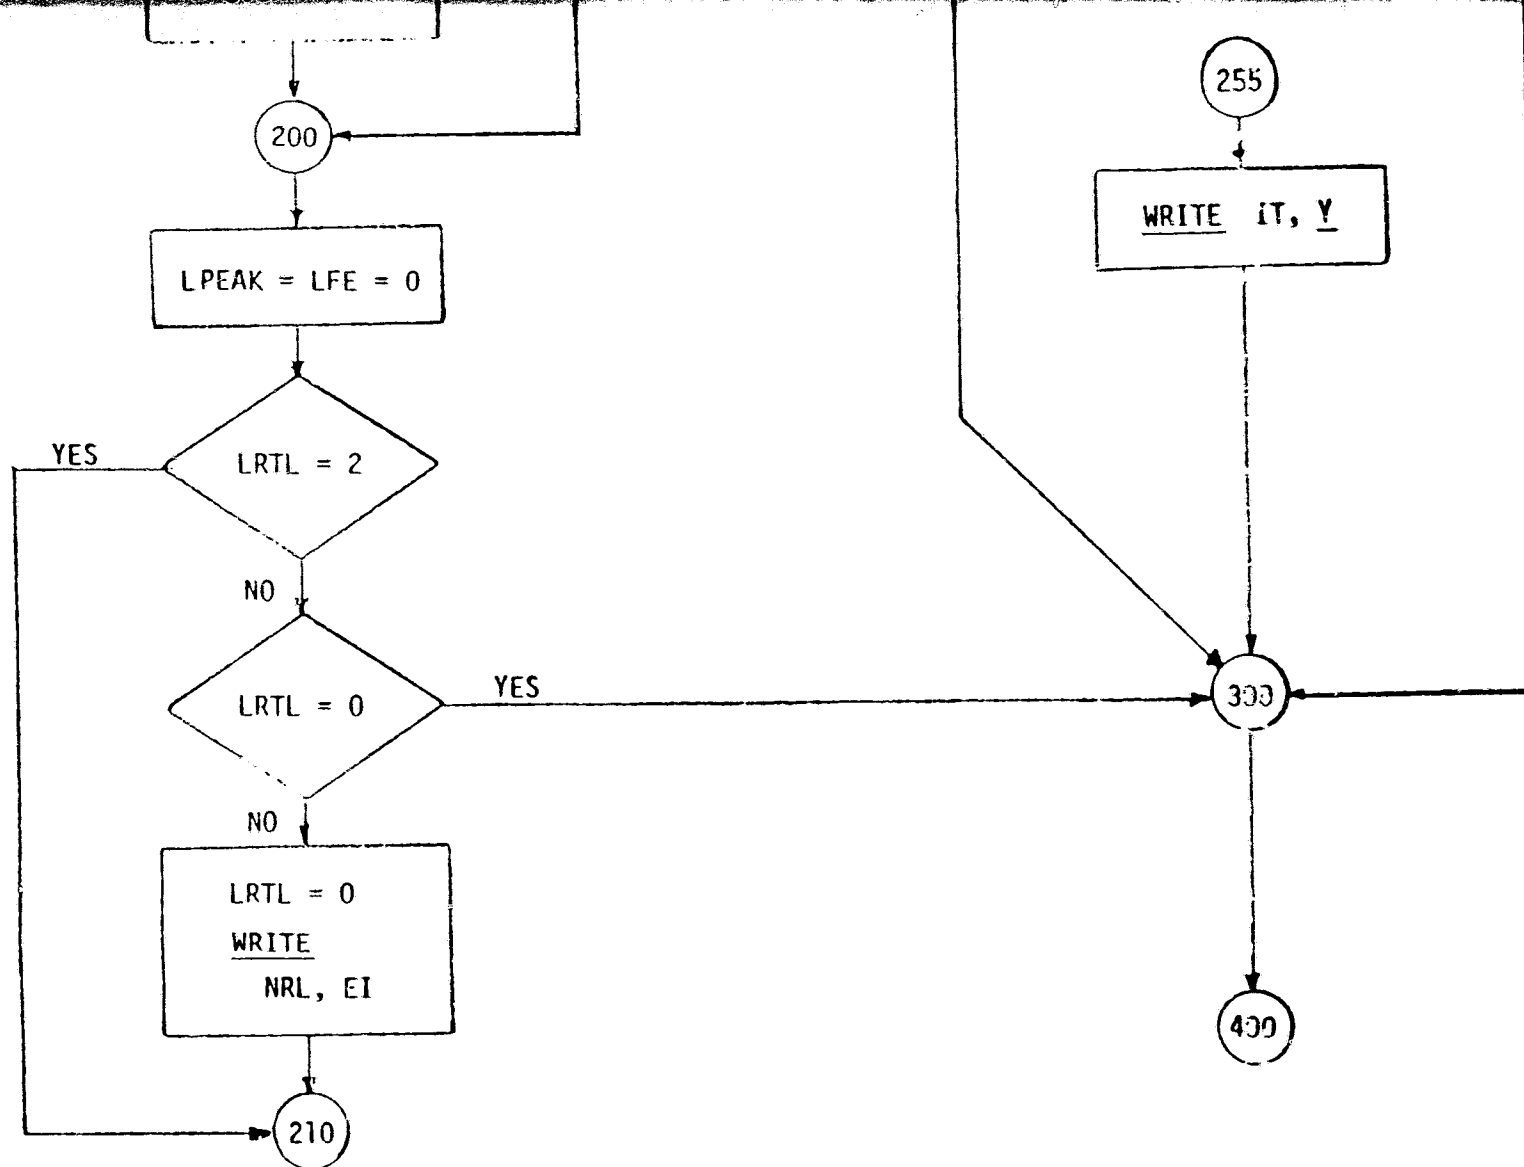 200
LPEAK = LFE = 0
YES
LRTL = 2
NO
LRTL = 0
YES
NO
LRTL = 0
WRITE
NRL, EI
210
255
WRITE iT, Y
300
400